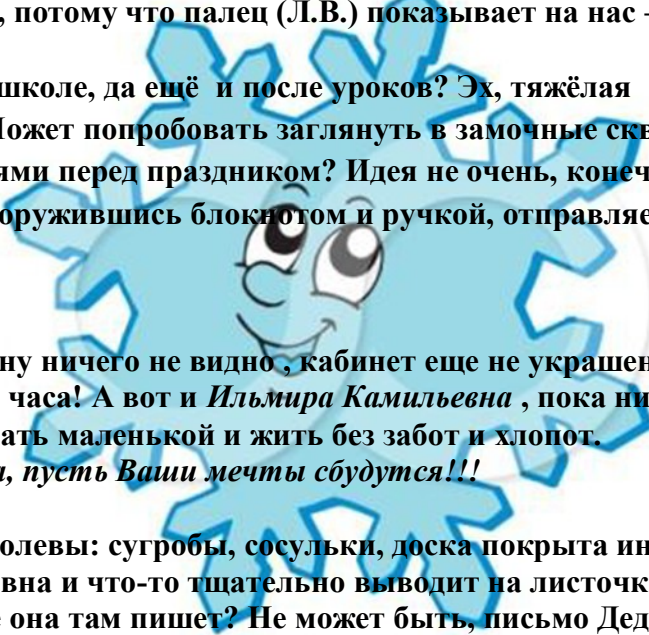 , потому что палец (Л.В.) показывает на нас -
школе, да ещё и после уроков? Эх, тяжёлая
Может попробовать заглянуть в замочные скв
ями перед праздником? Идея не очень, конеч
оружившись блокнотом и ручкой, отправляе
ну ничего не видно , кабинет еще не украшен
часа! А вот и Ильмира Камильевна , пока ни
ать маленькой и жить без забот и хлопот.
а, пусть Ваши мечты сбудутся!!!
олевы: сугробы, сосульки, доска покрыта ин
вна и что-то тщательно выводит на листочк
е она там пишет? Не может быть, письмо Дед